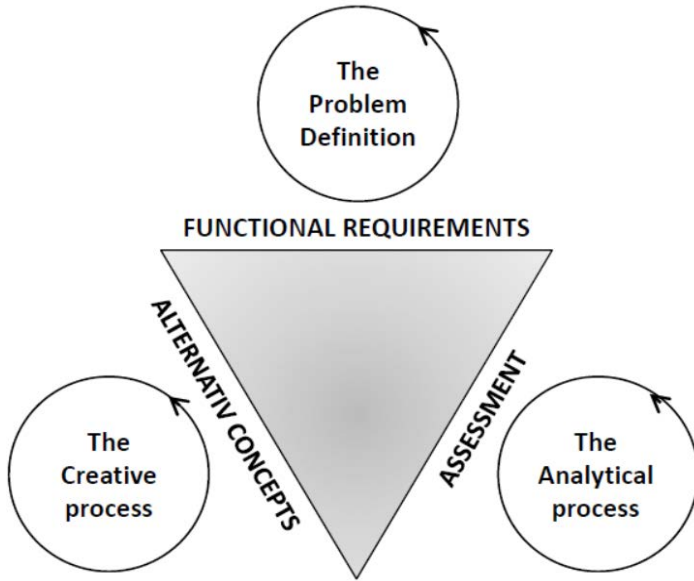 The
Problem
Definition
FUNCTIONAL REQUIREMENTS
ALTERNATIV CONCEPTS
ASSESSMENT
The
Creative
process
The
Analytical
process